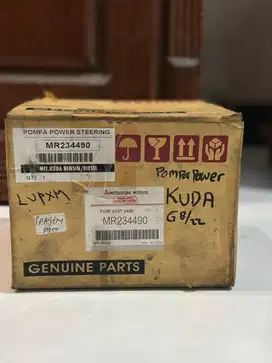 POMPA POWER STEERING
MR234490
MIT.KUDA BENSIN/DIESEL
Pompa Power
KUDA
G8/22
LUPXM
MITSUBISHI MOTORS
PUMP ASSY VANE
MR234490
GENUINE PARTS